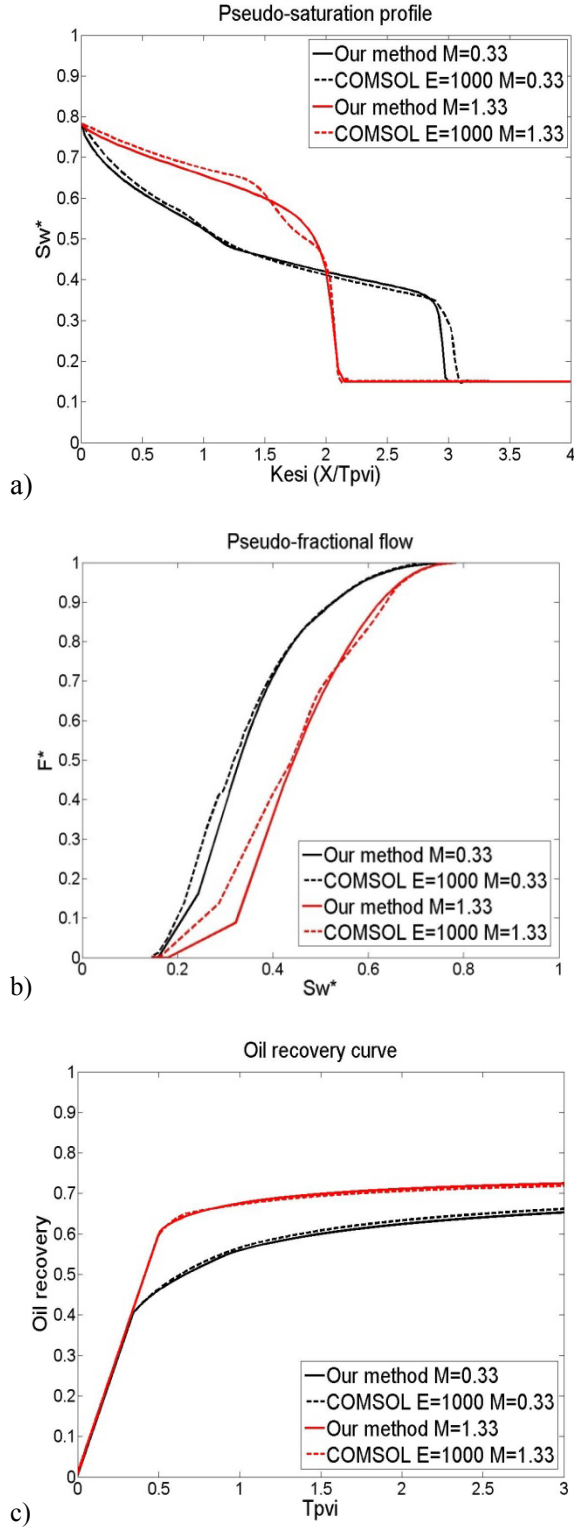 Pseudo-saturation profile
1
0.9
0.8
0.7
0.6
0.5
0.4
0.3
0.2
0.1
0
Sw*
Our method M=0.33
COMSOL E=1000 M=0.33
Our method M=1.33
COMSOL E=1000 M=1.33
0 0.5 1 1.5 2 2.5 3 3.5 4
Kesi (X/Tpvi)
a)
Pseudo-fractional flow
1
0.9
0.8
0.7
0.6
0.5
0.4
0.3
0.2
0.1
0
F*
Our method M=0.33
COMSOL E=1000 M=0.33
Our method M=1.33
COMSOL E=1000 M=1.33
0 0.2 0.4 0.6 0.8 1
Sw*
b)
Oil recovery curve
1
0.9
0.8
0.7
0.6
0.5
0.4
0.3
0.2
0.1
0
Oil recovery
Our method M=0.33
COMSOL E=1000 M=0.33
Our method M=1.33
COMSOL E=1000 M=1.33
0 0.5 1 1.5 2 2.5 3
Tpvi
c)